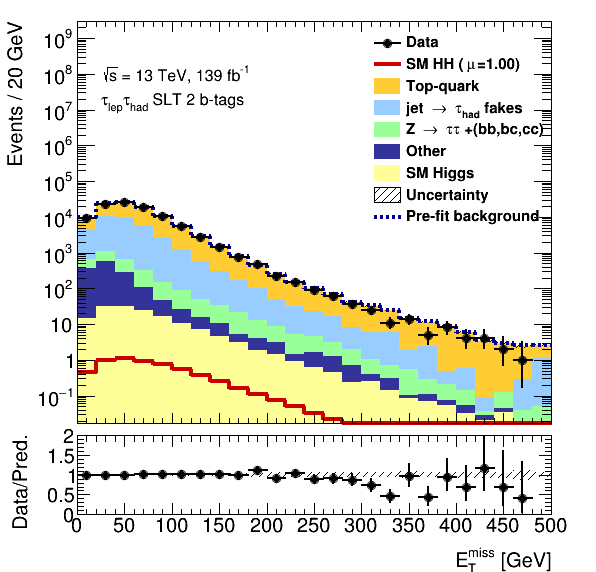 Events / 20 GeV
10⁹
10⁸
10⁷
10⁶
10⁵
10⁴
10³
10²
10
1
10⁻¹
√s = 13 TeV, 139 fb⁻¹
τlepτhad SLT 2 b-tags
Data
SM HH ( μ=1.00)
Top-quark
jet → τhad fakes
Z → ττ +(bb,bc,cc)
Other
SM Higgs
Uncertainty
Pre-fit background
Data/Pred.
2
1.5
1
0.5
0
0 50 100 150 200 250 300 350 400 450 500
E_T^miss [GeV]